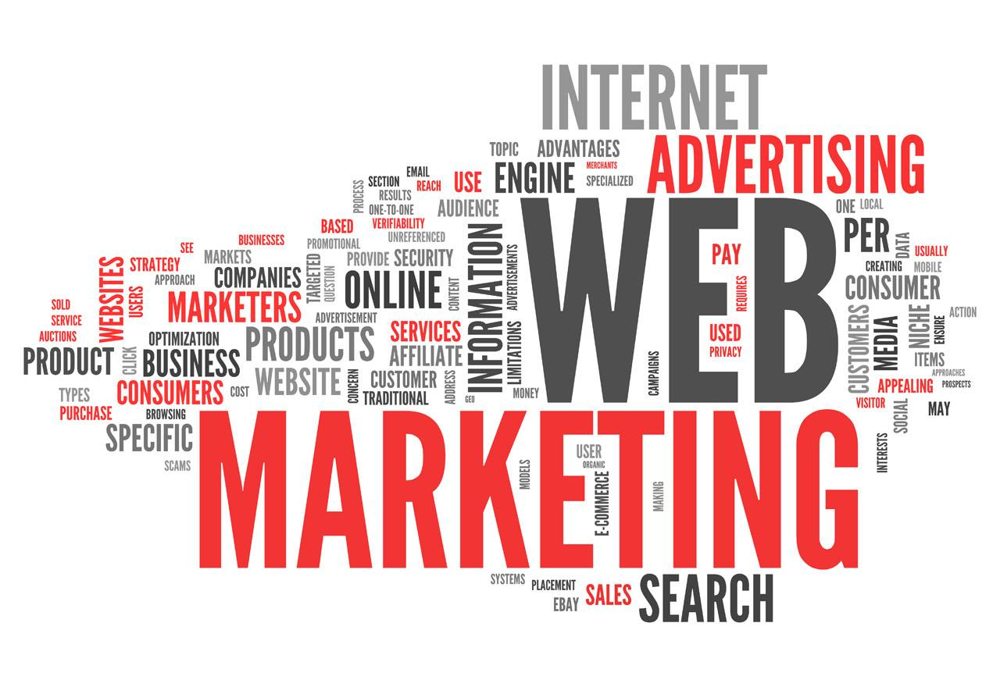 INTERNET
TOPIC
ADVANTAGES
ADVERTISING
EMAIL
MERCHANTS
SECTION
REACH
USE
ENGINE
SPECIALIZED
PROCESS
RESULTS
ONE-TO-ONE
AUDIENCE
WEB
ONE
LOCAL
BASED
VERIFIABILITY
UNREFERENCED
PER
DATA
BUSINESSES
PROMOTIONAL
SEE
MARKETS
PROVIDE
SECURITY
INFORMATION
ADVERTISEMENTS
PAY
USUALLY
STRATEGY
CREATING
MOBILE
WEBSITES
APPROACH
COMPANIES
TARGETED
QUESTION
ONLINE
CONTENT
REQUIRES
CONSUMER
USERS
MARKETERS
SOLD
SERVICE
ADVERTISEMENT
CUSTOMERS
MEDIA
NICHE
ENSURE
ACTION
AUCTIONS
OPTIMIZATION
PRODUCTS
SERVICES
LIMITATIONS
USED
PRODUCT
CLICK
BUSINESS
AFFILIATE
CAMPAIGNS
PRIVACY
ITEMS
WEBSITE
CONCERN
CUSTOMER
ADDRESS
APPROACHES
TYPES
CONSUMERS
COST
TRADITIONAL
GEO
MONEY
APPEALING
PROSPECTS
PURCHASE
BROWSING
VISITOR
SOCIAL
MAY
SPECIFIC
MARKETING
INTERESTS
SCAMS
MODELS
USER
ORGANIC
E-COMMERCE
MAKING
SYSTEMS
PLACEMENT
EBAY
SALES
SEARCH